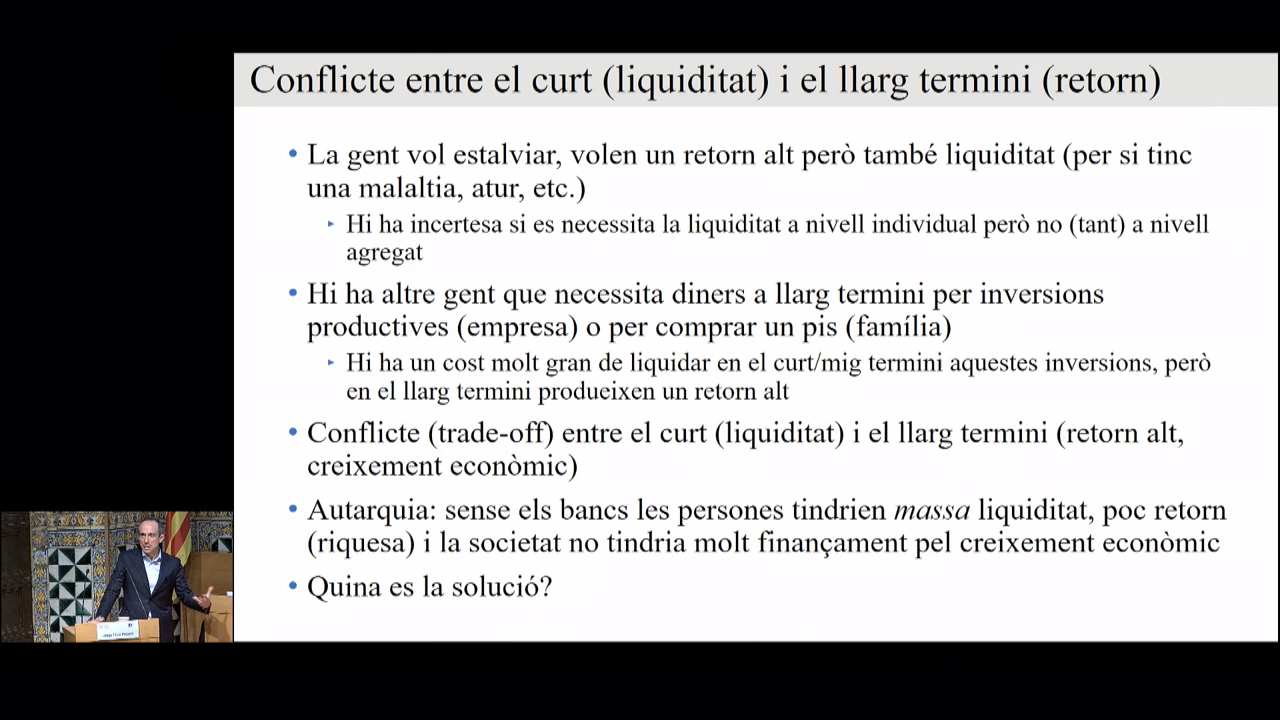 Conflicte entre el curt (liquiditat) i el llarg termini (retorn)
• La gent vol estalviar, volen un retorn alt però també liquiditat (per si tinc
una malaltia, atur, etc.)
▸ Hi ha incertesa si es necessita la liquiditat a nivell individual però no (tant) a nivell
agregat
• Hi ha altre gent que necessita diners a llarg termini per inversions
productives (empresa) o per comprar un pis (família)
▸ Hi ha un cost molt gran de liquidar en el curt/mig termini aquestes inversions, però
en el llarg termini produeixen un retorn alt
• Conflicte (trade-off) entre el curt (liquiditat) i el llarg termini (retorn alt,
creixement econòmic)
• Autarquia: sense els bancs les persones tindrien massa liquiditat, poc retorn
(riquesa) i la societat no tindria molt finançament pel creixement econòmic
• Quina es la solució?